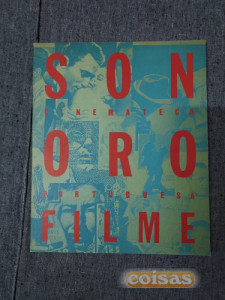 SON
CINEMATECA
ORO
PORTUGUESA
FILME
coisas